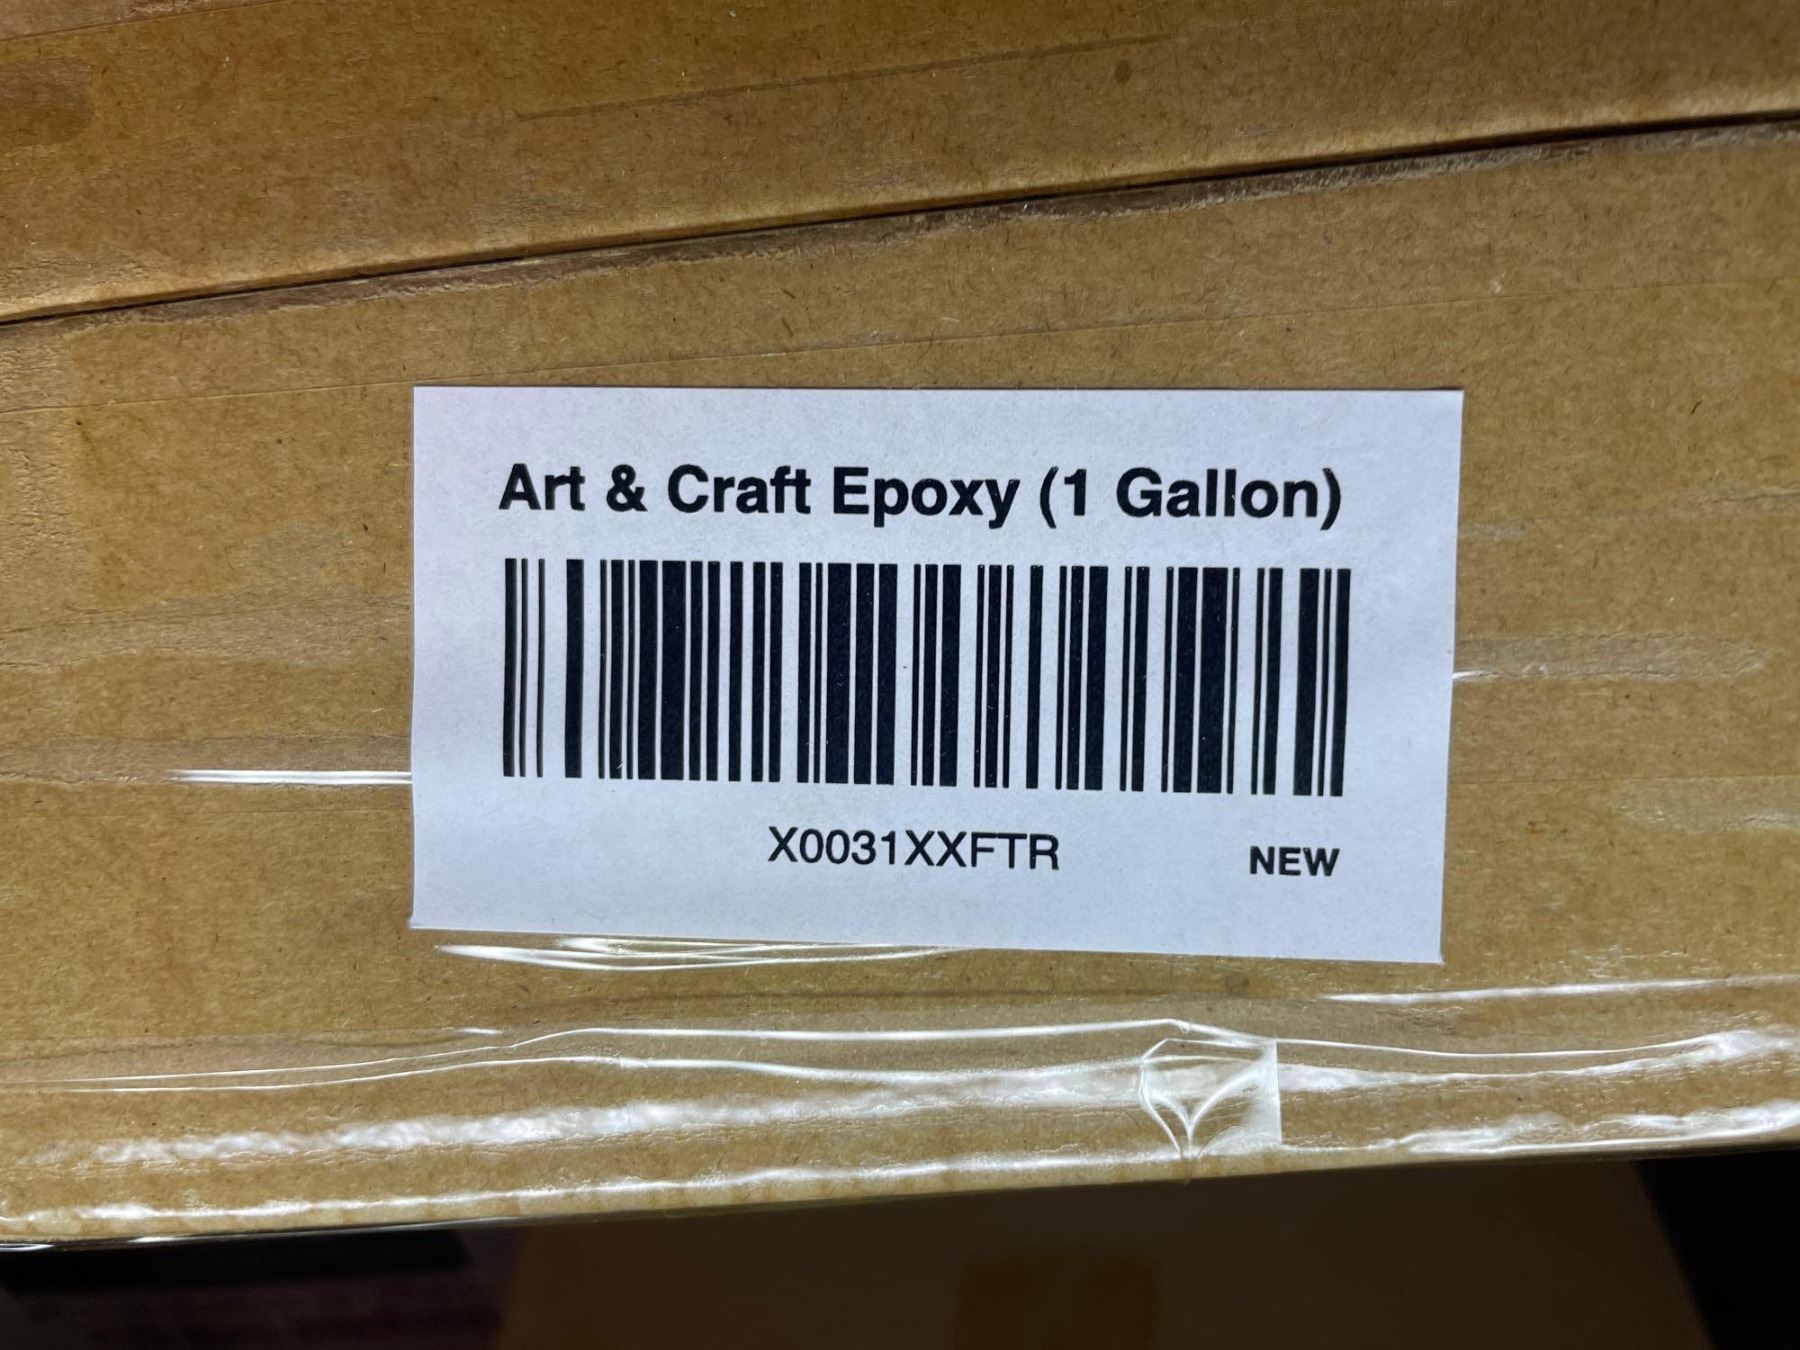 Art & Craft Epoxy (1 Gallon)
X0031XXFTR
NEW